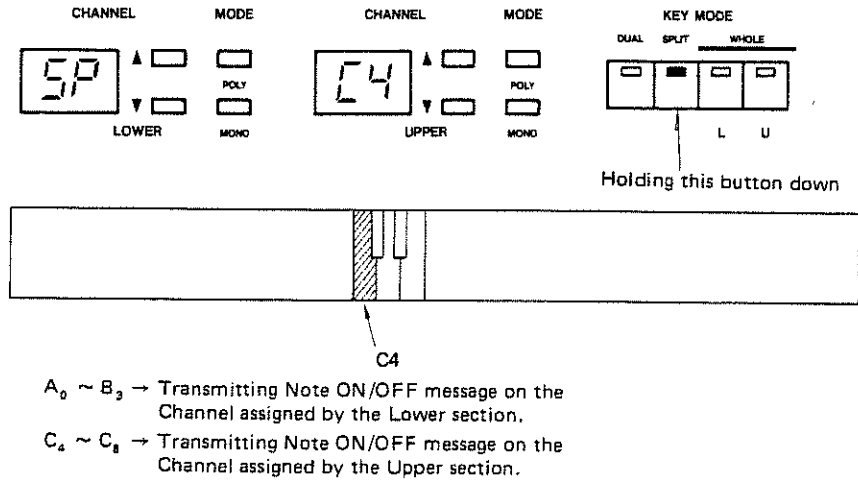 CHANNEL MODE CHANNEL MODE KEY MODE
DUAL SPLIT WHOLE
SP ▲ POLY C4 ▲ POLY
▼ ▼
LOWER MONO UPPER MONO L U
Holding this button down
C4
A₀ ~ B₃ → Transmitting Note ON/OFF message on the
Channel assigned by the Lower section.
C₄ ~ C₈ → Transmitting Note ON/OFF message on the
Channel assigned by the Upper section.